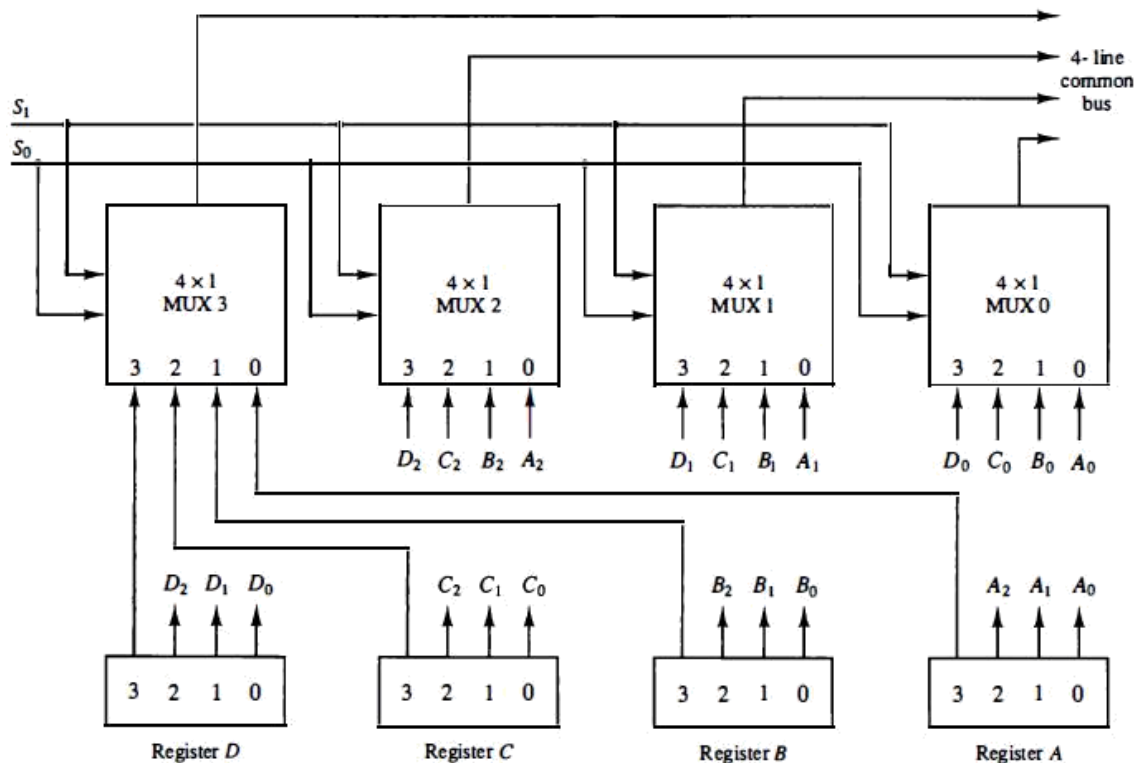 4- line
common
bus
S₁
S₀
4 × 1
MUX 3
3 2 1 0
4 × 1
MUX 2
3 2 1 0
4 × 1
MUX 1
3 2 1 0
4 × 1
MUX 0
3 2 1 0
D₂ C₂ B₂ A₂
D₁ C₁ B₁ A₁
D₀ C₀ B₀ A₀
D₂ D₁ D₀
C₂ C₁ C₀
B₂ B₁ B₀
A₂ A₁ A₀
3 2 1 0
3 2 1 0
3 2 1 0
3 2 1 0
Register D
Register C
Register B
Register A